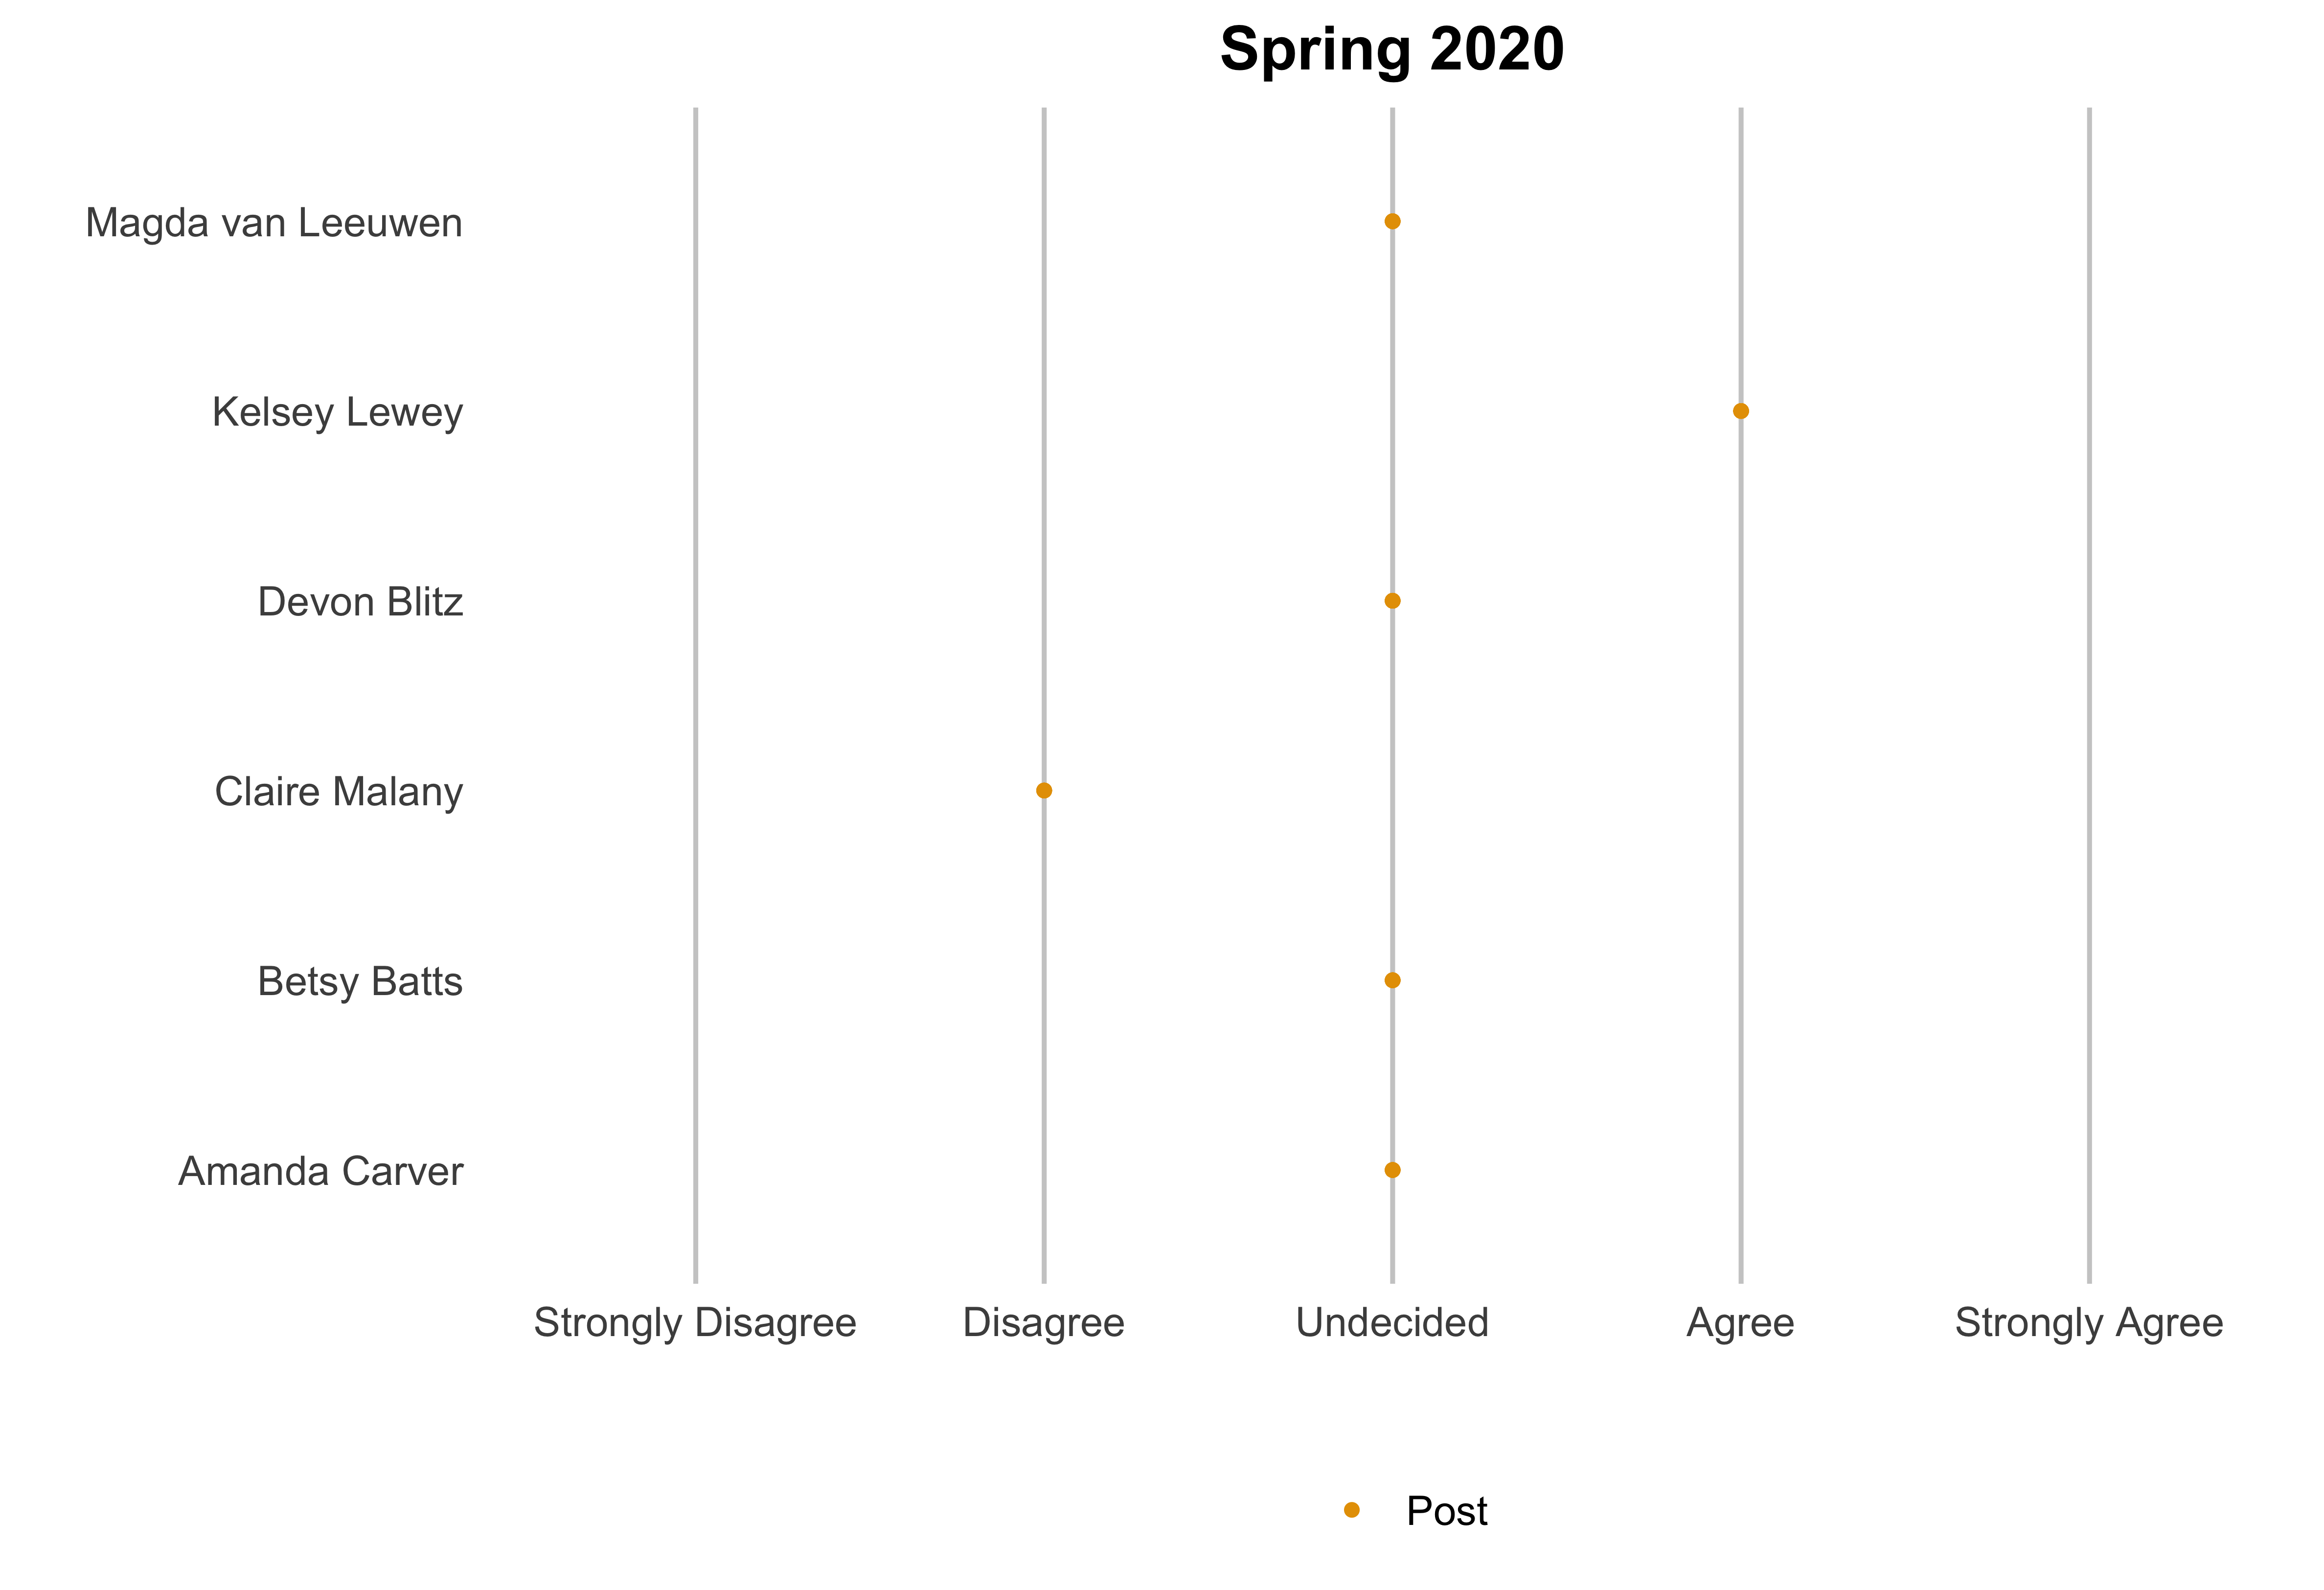 Spring 2020
Magda van Leeuwen
Kelsey Lewey
Devon Blitz
Claire Malany
Betsy Batts
Amanda Carver
Strongly Disagree Disagree Undecided Agree Strongly Agree
Post